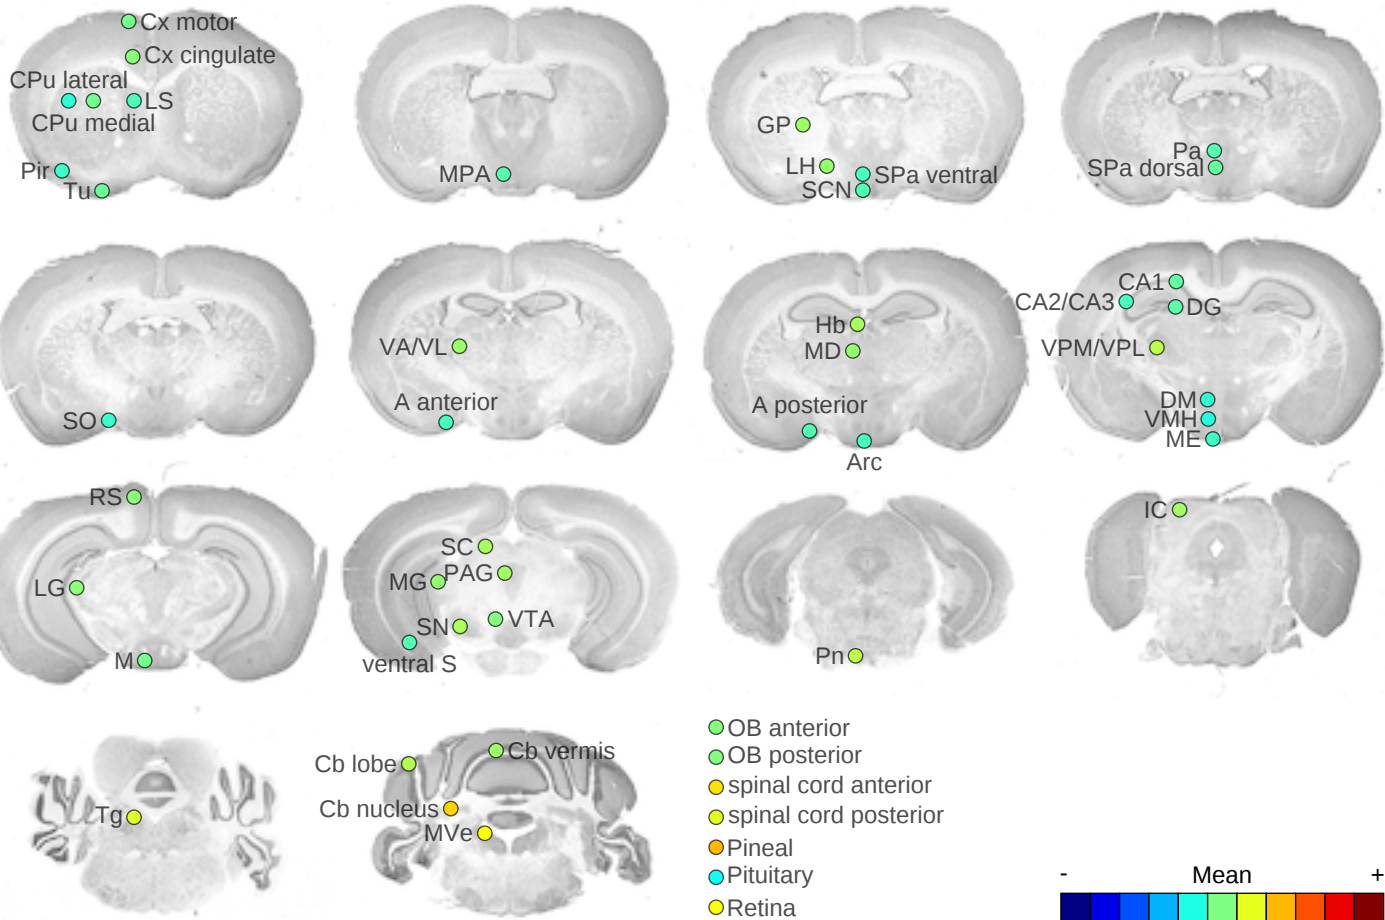 Cx motor
Cx cingulate
CPu lateral
LS
CPu medial
Pir
Tu
MPA
GP
LH
SPa ventral
SCN
Pa
SPa dorsal
SO
VA/VL
A anterior
Hb
MD
A posterior
Arc
CA1
CA2/CA3
DG
VPM/VPL
DM
VMH
ME
RS
LG
M
SC
MG
PAG
SN
VTA
ventral S
Pn
IC
Tg
Cb lobe
Cb vermis
Cb nucleus
MVe
OB anterior
OB posterior
spinal cord anterior
spinal cord posterior
Pineal
Pituitary
Retina
- Mean +